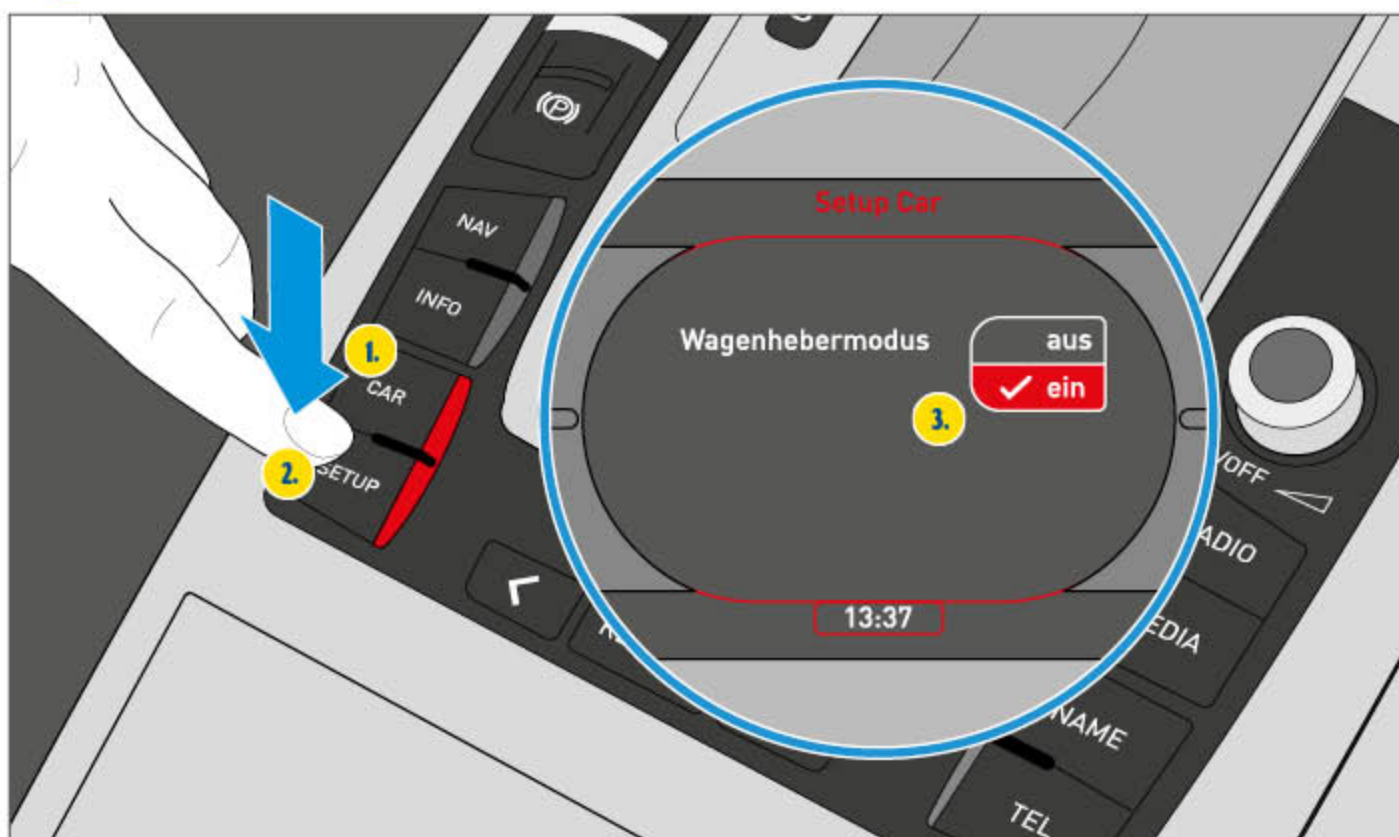 NAV
INFO
1.
CAR
2.
SETUP
Setup Car
Wagenhebermodus
aus
ein
3.
13:37
/OFF
ADIO
EDIA
NAME
TEL